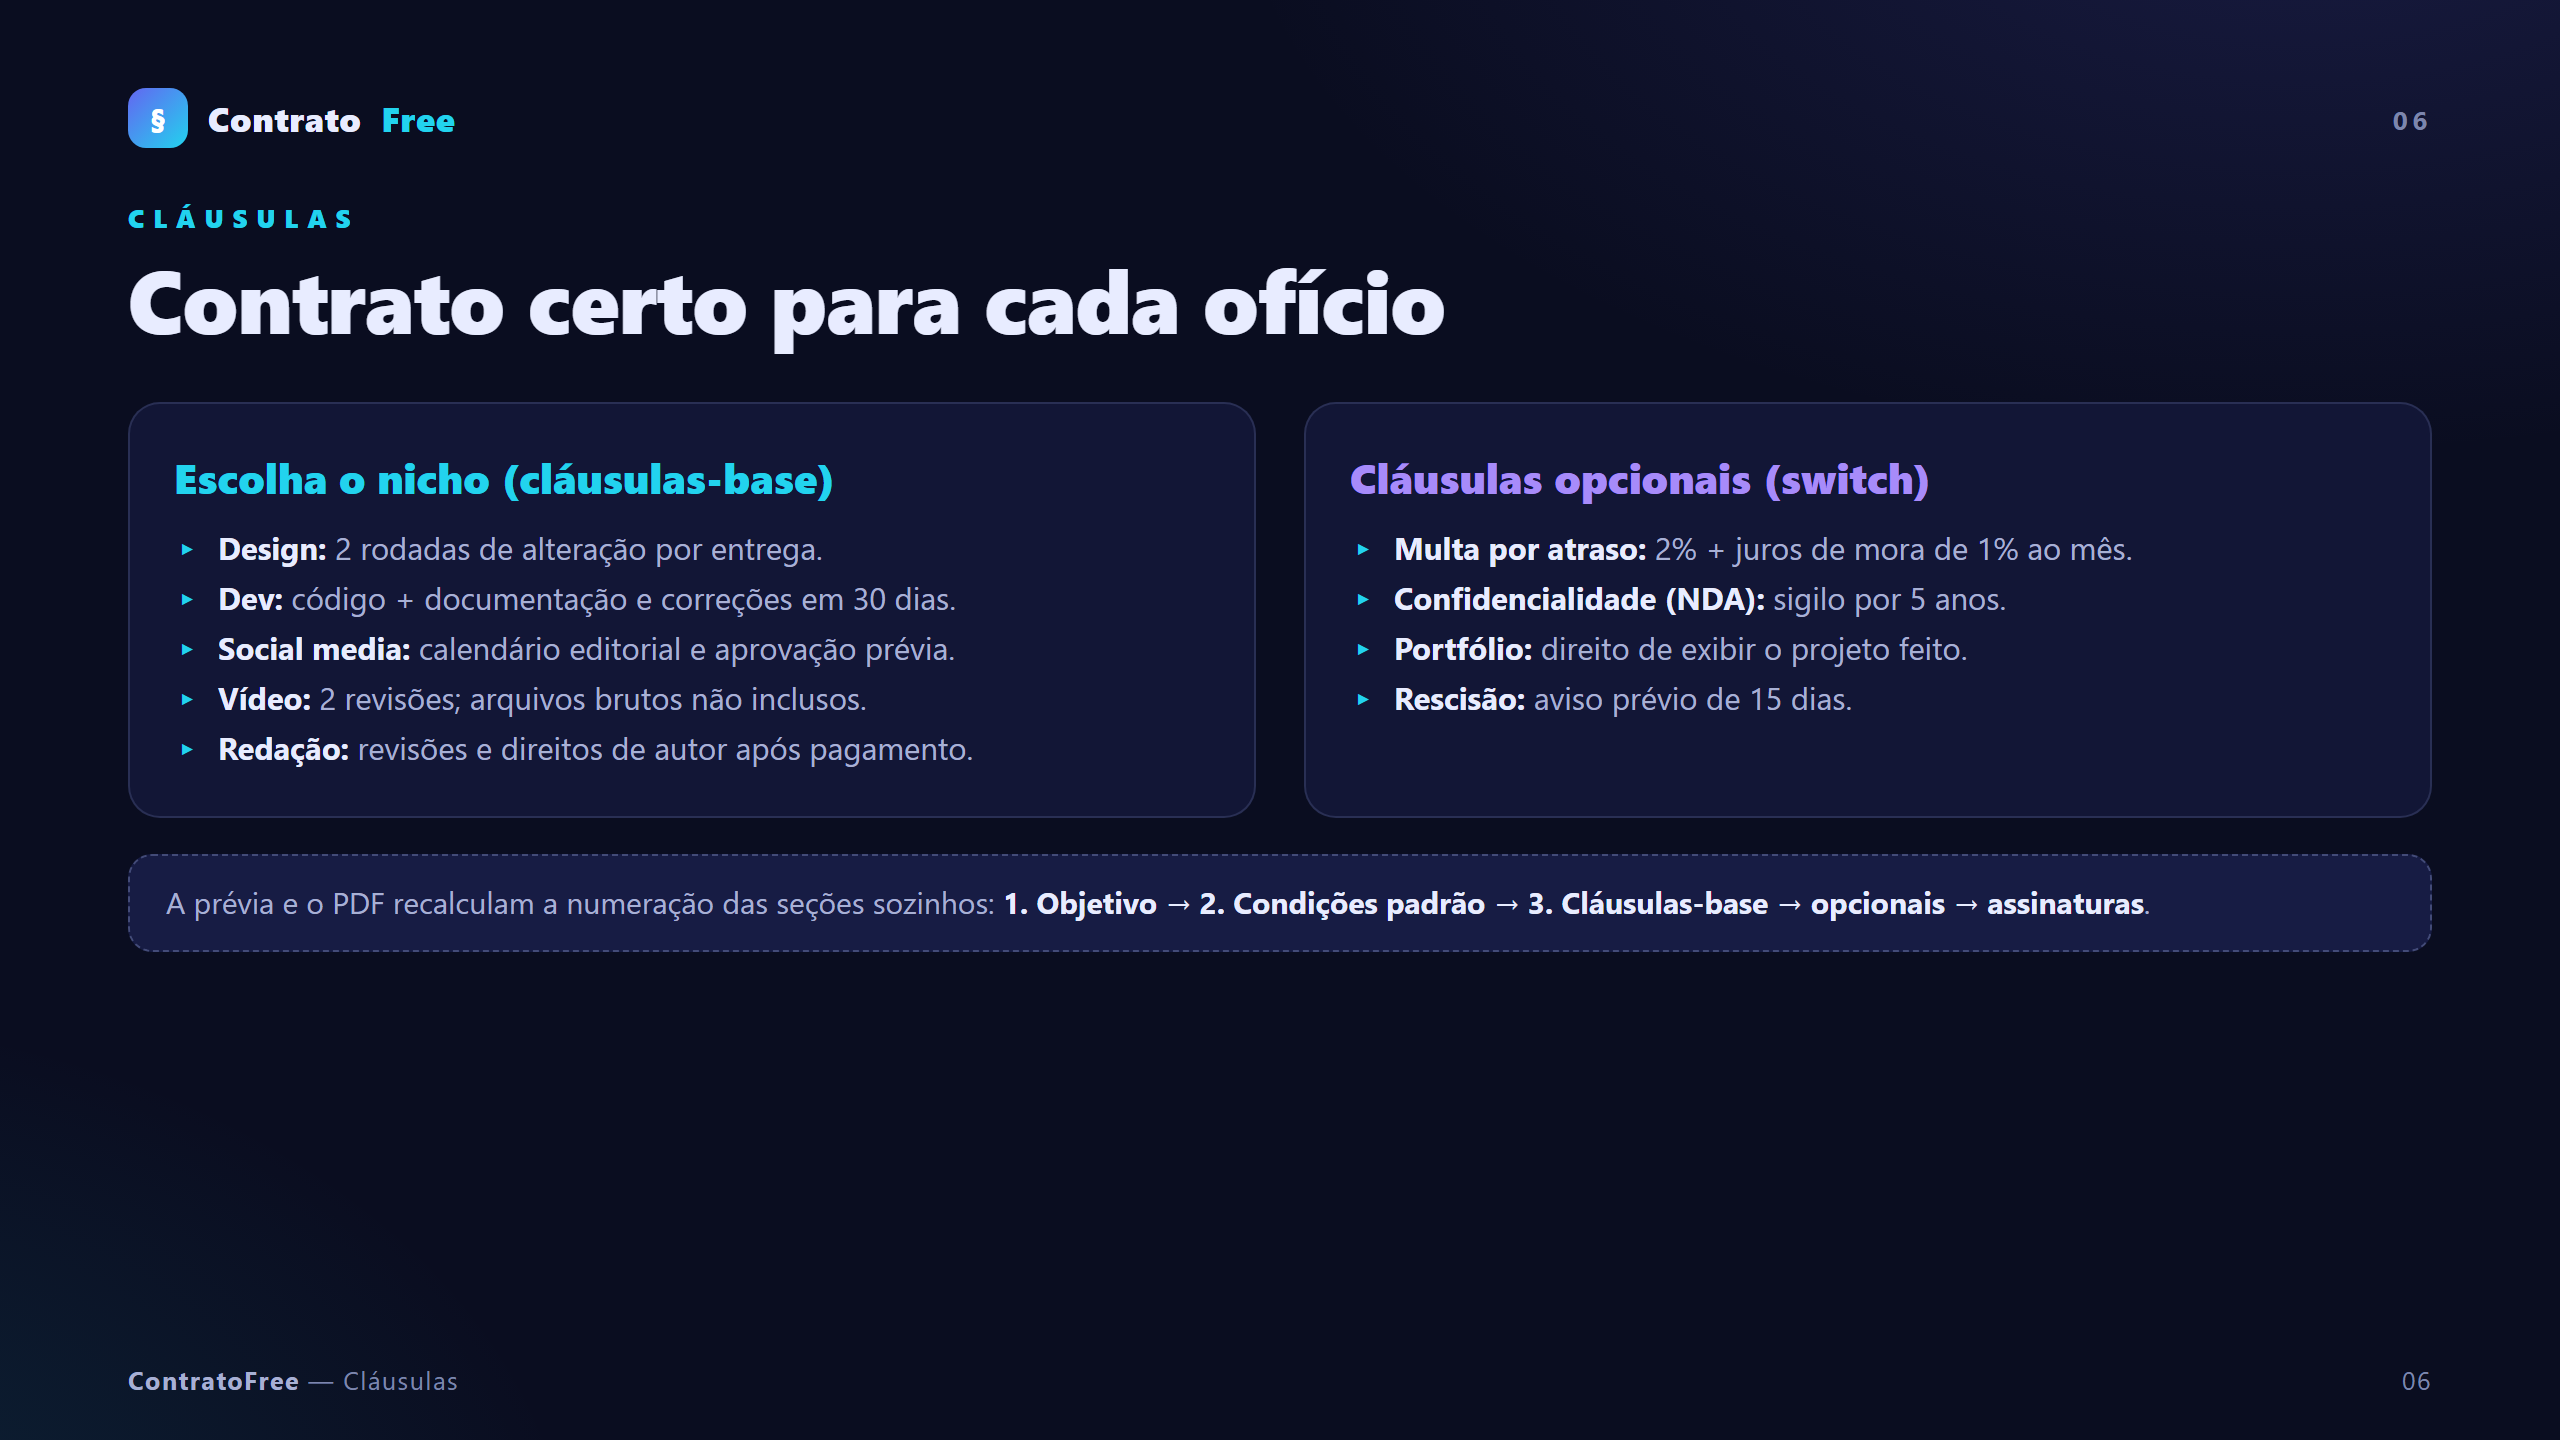 § Contrato Free
06
CLÁUSULAS
Contrato certo para cada ofício
Escolha o nicho (cláusulas-base)
▸ Design: 2 rodadas de alteração por entrega.
▸ Dev: código + documentação e correções em 30 dias.
▸ Social media: calendário editorial e aprovação prévia.
▸ Vídeo: 2 revisões; arquivos brutos não inclusos.
▸ Redação: revisões e direitos de autor após pagamento.
Cláusulas opcionais (switch)
▸ Multa por atraso: 2% + juros de mora de 1% ao mês.
▸ Confidencialidade (NDA): sigilo por 5 anos.
▸ Portfólio: direito de exibir o projeto feito.
▸ Rescisão: aviso prévio de 15 dias.
A prévia e o PDF recalculam a numeração das seções sozinhos: 1. Objetivo → 2. Condições padrão → 3. Cláusulas-base → opcionais → assinaturas.
ContratoFree — Cláusulas
06